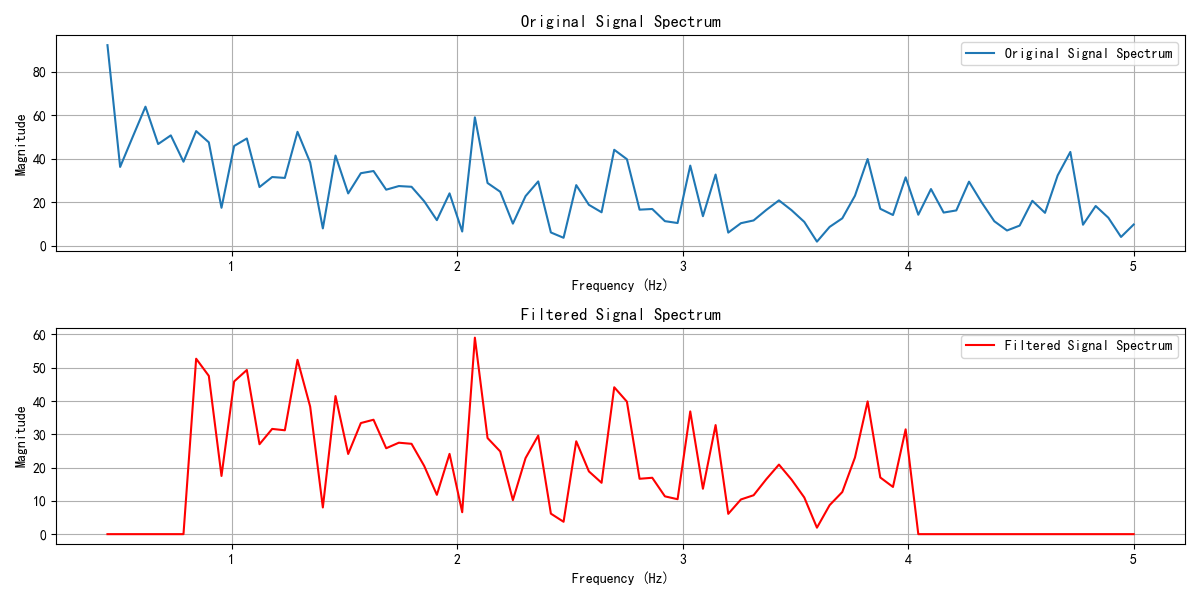 Original Signal Spectrum
Original Signal Spectrum
Magnitude
80
60
40
20
0
1 2 3 4 5
Frequency (Hz)
Filtered Signal Spectrum
Filtered Signal Spectrum
Magnitude
60
50
40
30
20
10
0
1 2 3 4 5
Frequency (Hz)